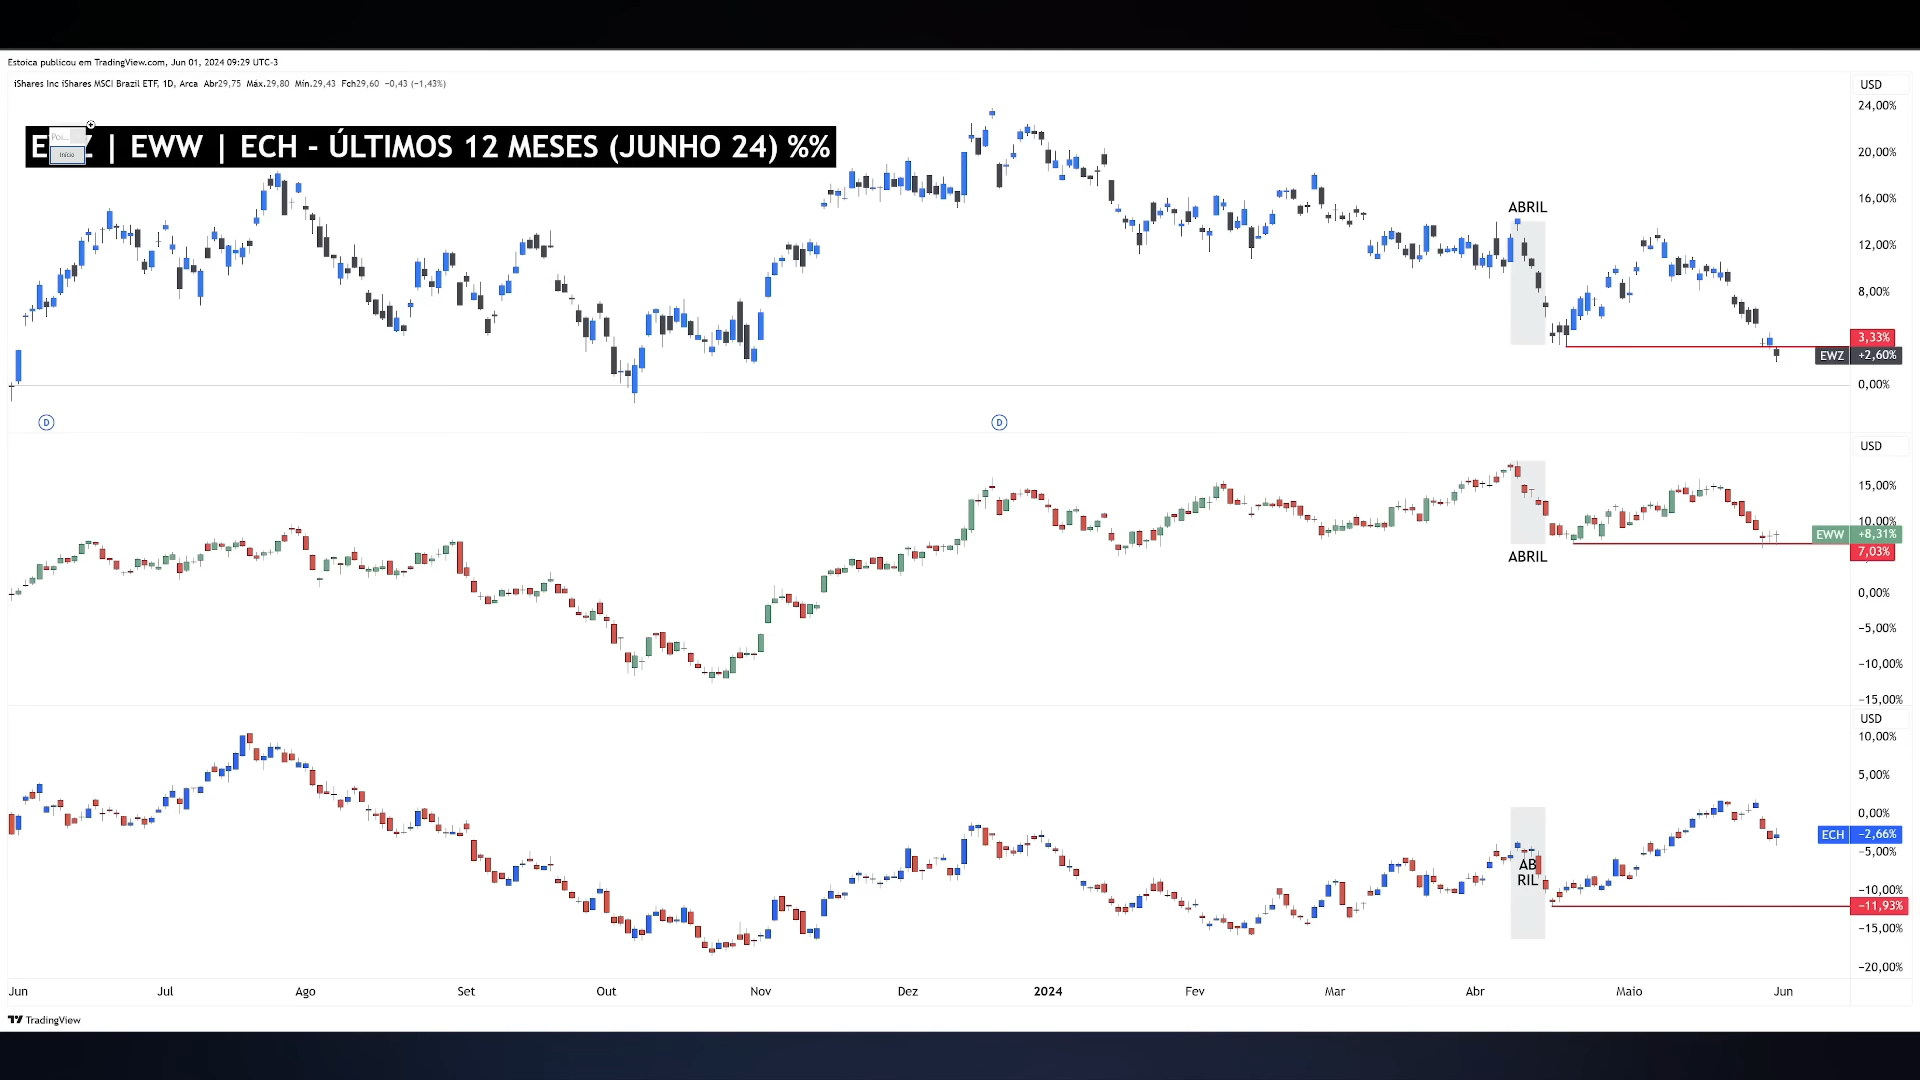 Estoica publicou em TradingView.com, Jun 01, 2024 09:29 UTC-3
iShares Inc iShares MSCI Brazil ETF, 1D, Arca Abr29,75 Máx.29,80 Mín.29,43 Fch29,60 −0,43 (−1,43%)
| EWW | ECH - ÚLTIMOS 12 MESES (JUNHO 24) %%
Início
USD
24,00%
20,00%
16,00%
12,00%
8,00%
3,33%
EWZ +2,60%
0,00%
ABRIL
D
D
USD
15,00%
10,00%
EWW +8,31%
7,03%
0,00%
−5,00%
−10,00%
−15,00%
ABRIL
USD
10,00%
5,00%
0,00%
ECH −2,66%
−5,00%
−10,00%
−11,93%
−15,00%
−20,00%
AB
RIL
Jun Jul Ago Set Out Nov Dez 2024 Fev Mar Abr Maio Jun
TradingView